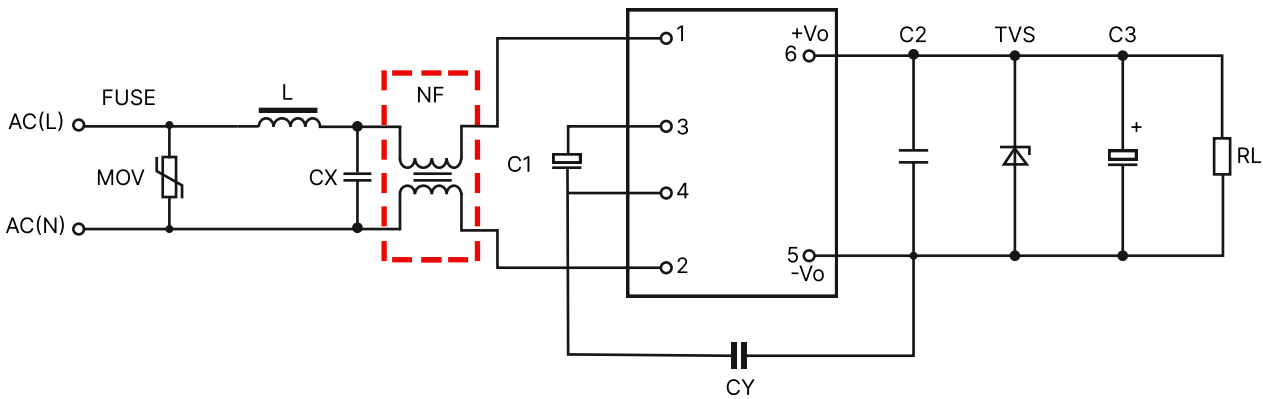 FUSE
L
NF
AC(L)
MOV
CX
AC(N)
C1
1
3
4
2
+Vo
6
5
-Vo
C2
TVS
C3
+
RL
CY